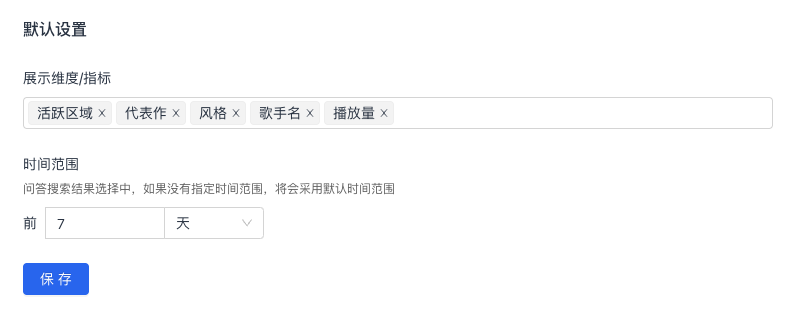 默认设置
展示维度/指标
活跃区域 x 代表作 x 风格 x 歌手名 x 播放量 x
时间范围
问答搜索结果选择中，如果没有指定时间范围，将会采用默认时间范围
前 7 天
保 存